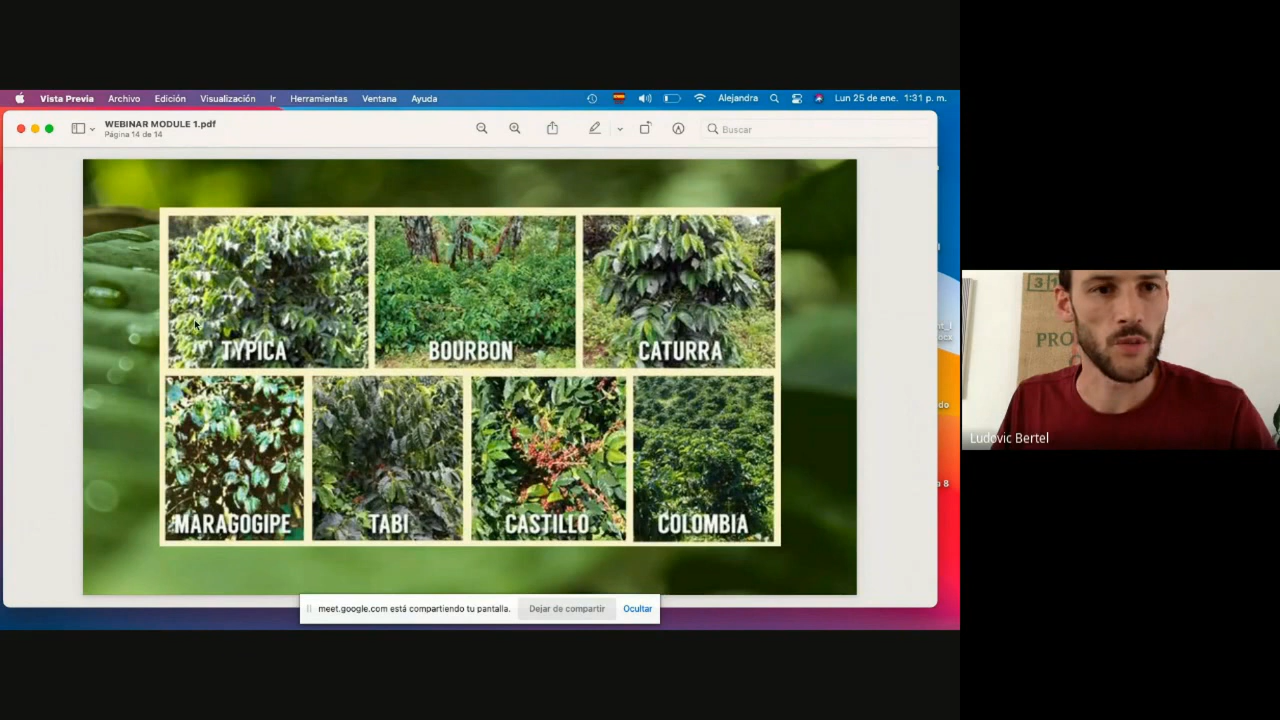 Vista Previa Archivo Edición Visualización Ir Herramientas Ventana Ayuda Alejandra Lun 25 de ene. 1:31 p. m.
WEBINAR MODULE 1.pdf
Página 14 de 14
Buscar
TYPICA BOURBON CATURRA
MARAGOGIPE TABI CASTILLO COLOMBIA
meet.google.com está compartiendo tu pantalla. Dejar de compartir Ocultar
31
PRO
Ludovic Bertel